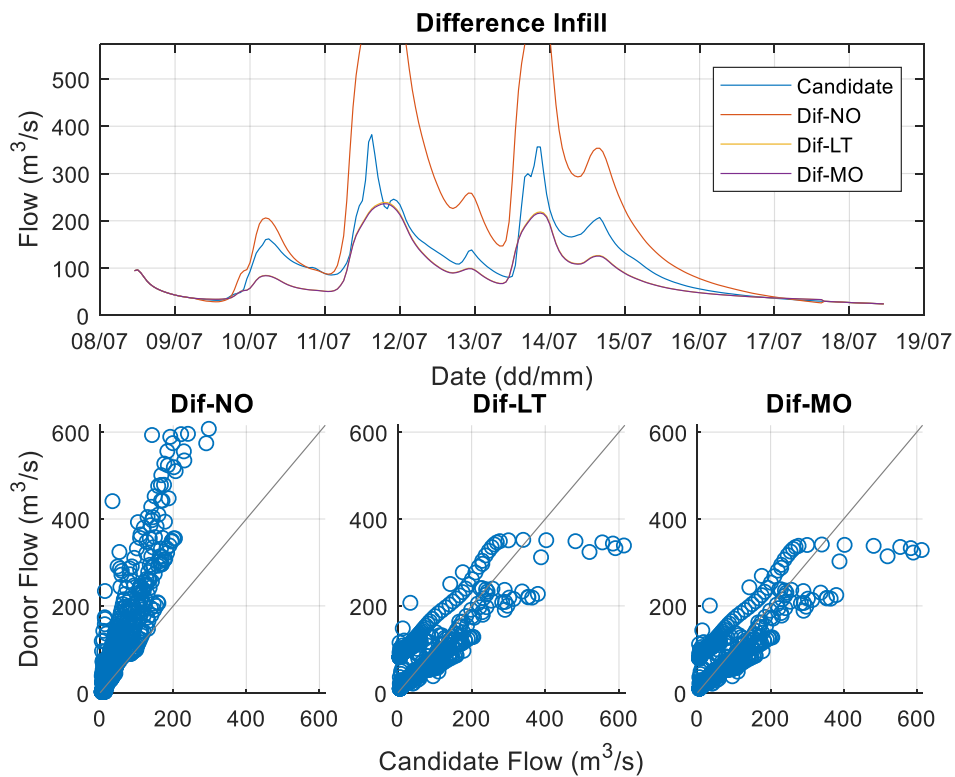 Difference Infill
Flow (m³/s)
500
400
300
200
100
0
Candidate
Dif-NO
Dif-LT
Dif-MO
08/07 09/07 10/07 11/07 12/07 13/07 14/07 15/07 16/07 17/07 18/07 19/07
Date (dd/mm)
Dif-NO Dif-LT Dif-MO
Donor Flow (m³/s)
600 600 600
400 400 400
200 200 200
0 0 0
0 200 400 600 0 200 400 600 0 200 400 600
Candidate Flow (m³/s)